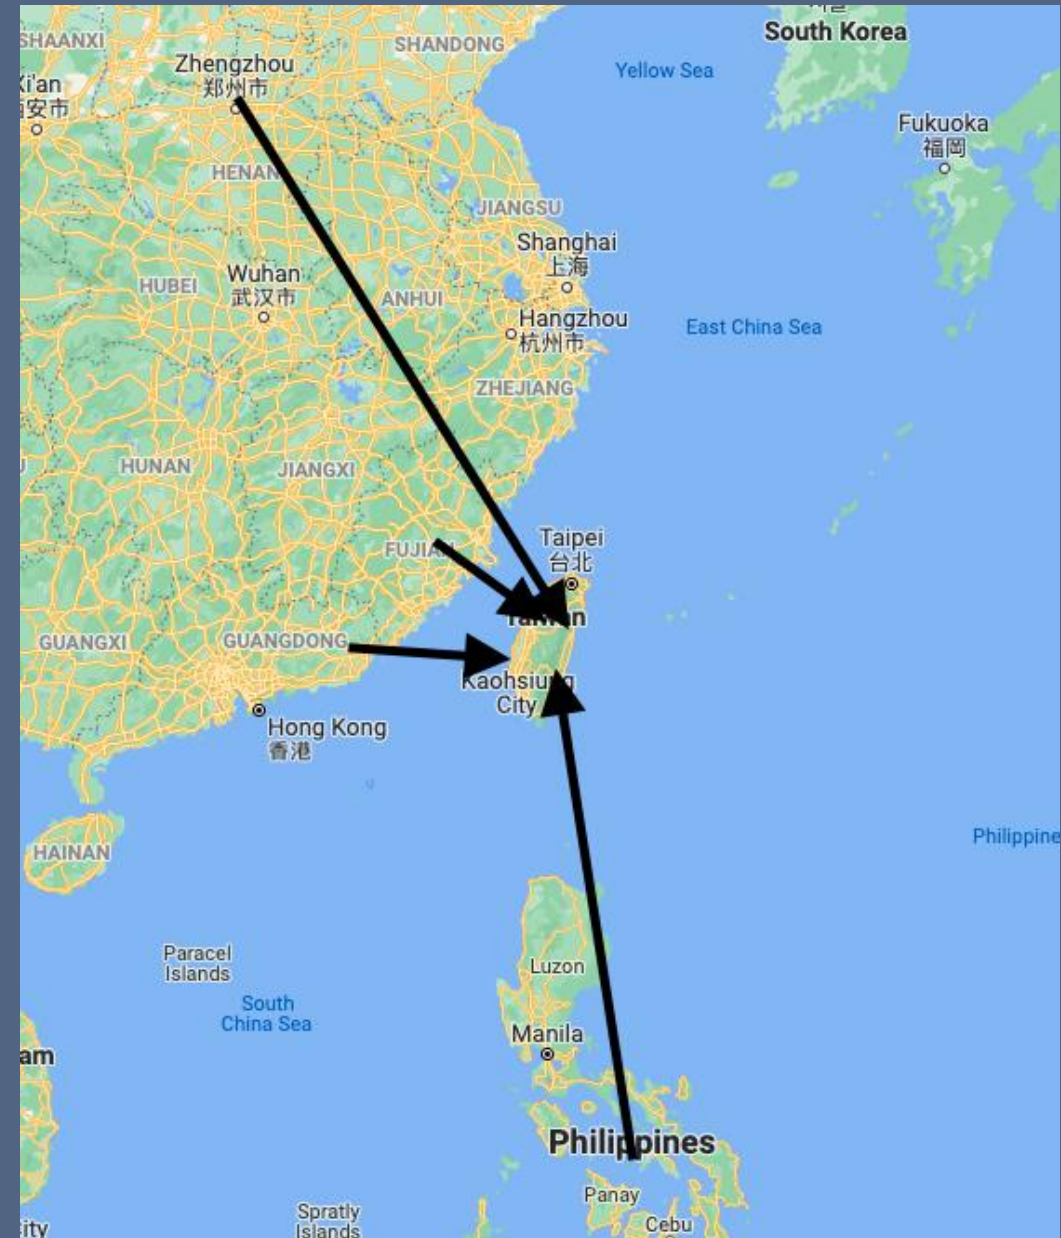 South Korea
SHAANXI
SHANDONG
Zhengzhou
郑州市
Yellow Sea
Xi'an
西安市
Fukuoka
福岡
HENAN
JIANGSU
Shanghai
上海
Wuhan
武汉市
HUBEI
ANHUI
Hangzhou
杭州市
East China Sea
ZHEJIANG
HUNAN
JIANGXI
Taipei
台北
FUJIAN
Taiwan
GUANGXI
GUANGDONG
Kaohsiung
City
Hong Kong
香港
Philippine
HAINAN
Paracel
Islands
Luzon
South
China Sea
Manila
am
Philippines
Panay
Spratly
Islands
Cebu
ity